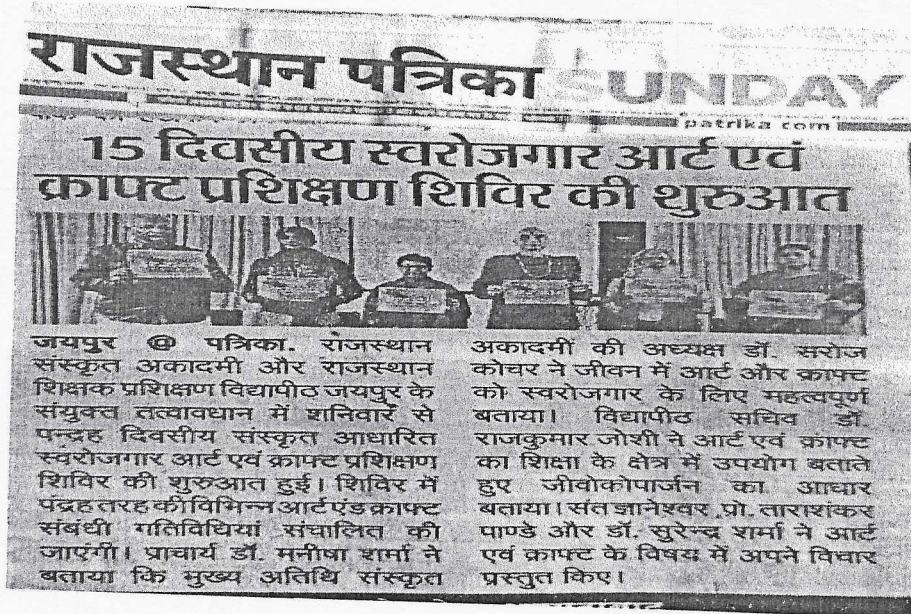 राजस्थान पत्रिका SUNDAY
patrika com
15 दिवसीय स्वरोजगार आर्ट एवं
क्राफ्ट प्रशिक्षण शिविर की शुरुआत
जयपुर @ पत्रिका. राजस्थान
संस्कृत अकादमी और राजस्थान
शिक्षक प्रशिक्षण विद्यापीठ जयपुर के
संयुक्त तत्वावधान में शनिवार से
पन्द्रह दिवसीय संस्कृत आधारित
स्वरोजगार आर्ट एवं क्राफ्ट प्रशिक्षण
शिविर की शुरुआत हुई। शिविर में
पंद्रह तरह की विभिन्न आर्ट एंड क्राफ्ट
संबंधी गतिविधियां संचालित की
जाएंगी। प्राचार्य डॉ. मनीषा शर्मा ने
बताया कि मुख्य अतिथि संस्कृत
अकादमी की अध्यक्ष डॉ. सरोज
कोचर ने जीवन में आर्ट और क्राफ्ट
को स्वरोजगार के लिए महत्वपूर्ण
बताया। विद्यापीठ सचिव डॉ.
राजकुमार जोशी ने आर्ट एवं क्राफ्ट
का शिक्षा के क्षेत्र में उपयोग बताते
हुए जीवोकोपार्जन का आधार
बताया। संत ज्ञानेश्वर, प्रो. ताराशंकर
पाण्डे और डॉ. सुरेन्द्र शर्मा ने आर्ट
एवं क्राफ्ट के विषय में अपने विचार
प्रस्तुत किए।